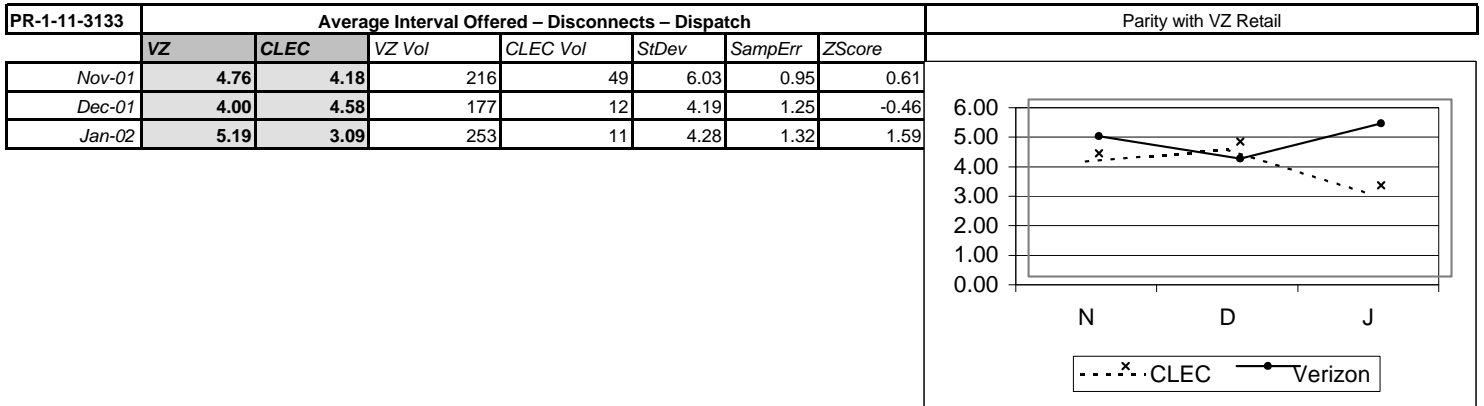 PR-1-11-3133 Average Interval Offered – Disconnects – Dispatch Parity with VZ Retail
VZ CLEC VZ Vol CLEC Vol StDev SampErr ZScore
Nov-01 4.76 4.18 216 49 6.03 0.95 0.61
Dec-01 4.00 4.58 177 12 4.19 1.25 -0.46
Jan-02 5.19 3.09 253 11 4.28 1.32 1.59
6.00
5.00
4.00
3.00
2.00
1.00
0.00
N D J
CLEC Verizon